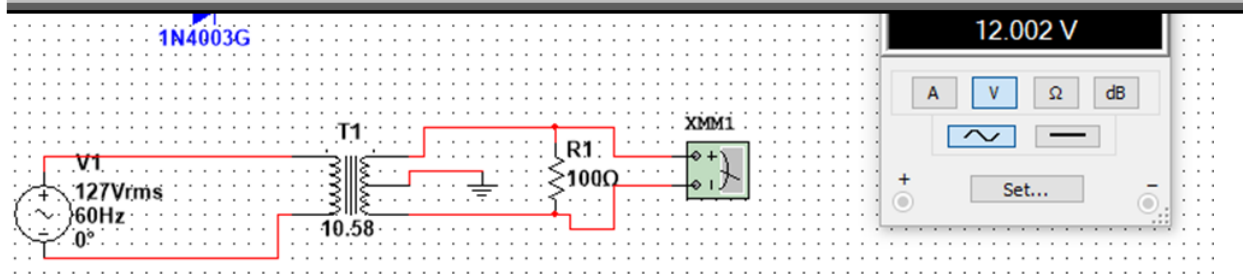 12.002 V
1N4003G
A V Ω dB
T1
XMM1
V1
R1
127Vrms
100Ω
60Hz
0°
10.58
Set...